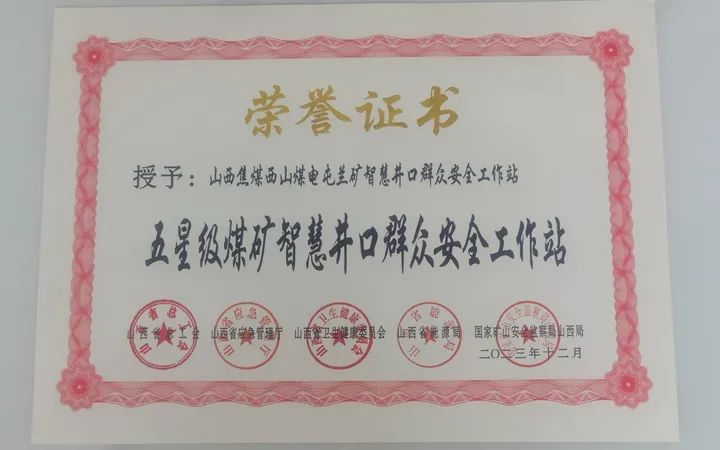 荣誉证书
授予：山西焦煤西山煤电屯兰矿智慧井口群众安全工作站
五星级煤矿智慧井口群众安全工作站
山西省总工会 山西省应急管理厅 山西省卫生健康委员会 山西省能源局 国家矿山安全监察局山西局
二〇二三年十二月